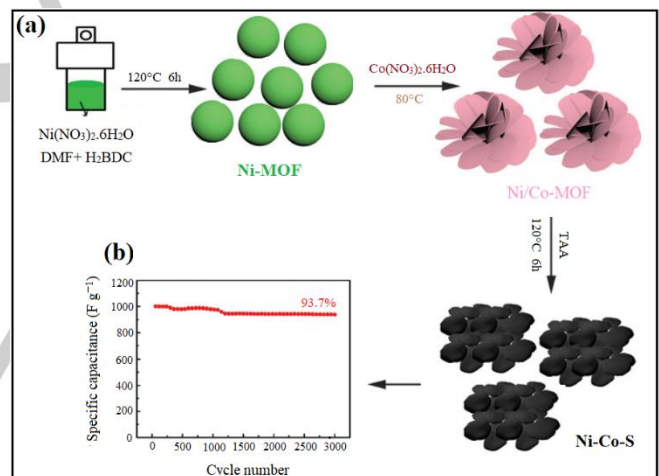 (a)
120°C 6h
Ni(NO3)2.6H2O
DMF+ H2BDC
Ni-MOF
Co(NO3)2.6H2O
80°C
Ni/Co-MOF
TAA
120°C 6h
Ni-Co-S
(b)
Specific capacitance (F g⁻¹)
1200
1000
800
600
400
200
0
93.7%
0 500 1000 1500 2000 2500 3000
Cycle number